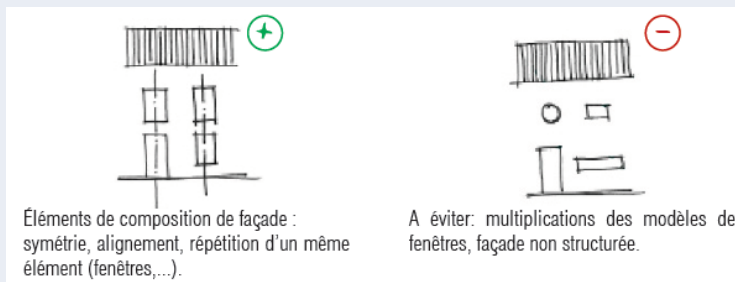 Éléments de composition de façade :
symétrie, alignement, répétition d'un même
élément (fenêtres,...).
A éviter: multiplications des modèles de
fenêtres, façade non structurée.